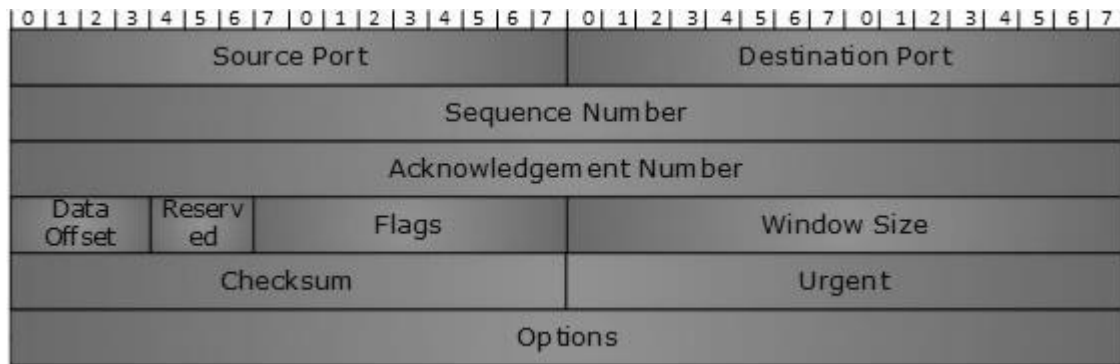 |0|1|2|3|4|5|6|7|0|1|2|3|4|5|6|7|0|1|2|3|4|5|6|7|0|1|2|3|4|5|6|7
Source Port Destination Port
Sequence Number
Acknowledgement Number
Data Offset Reserved Flags Window Size
Checksum Urgent
Options